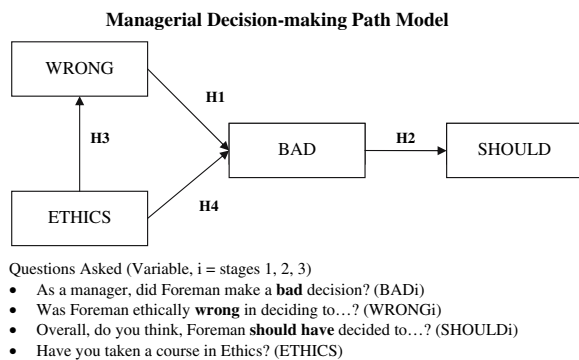 Managerial Decision-making Path Model
WRONG
H1
H3
BAD
H2
SHOULD
H4
ETHICS
Questions Asked (Variable, i = stages 1, 2, 3)
• As a manager, did Foreman make a bad decision? (BADi)
• Was Foreman ethically wrong in deciding to…? (WRONGi)
• Overall, do you think, Foreman should have decided to…? (SHOULDi)
• Have you taken a course in Ethics? (ETHICS)